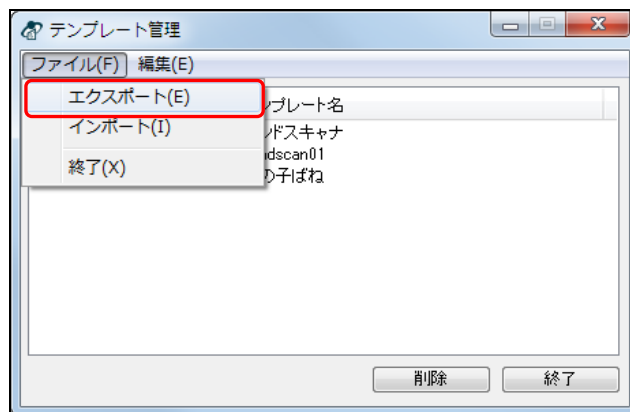 テンプレート管理
ファイル(F) 編集(E)
エクスポート(E)
インポート(I)
終了(X)
ンプレート名
ンドスキャナ
ndscan01
の子ばね
削除 終了